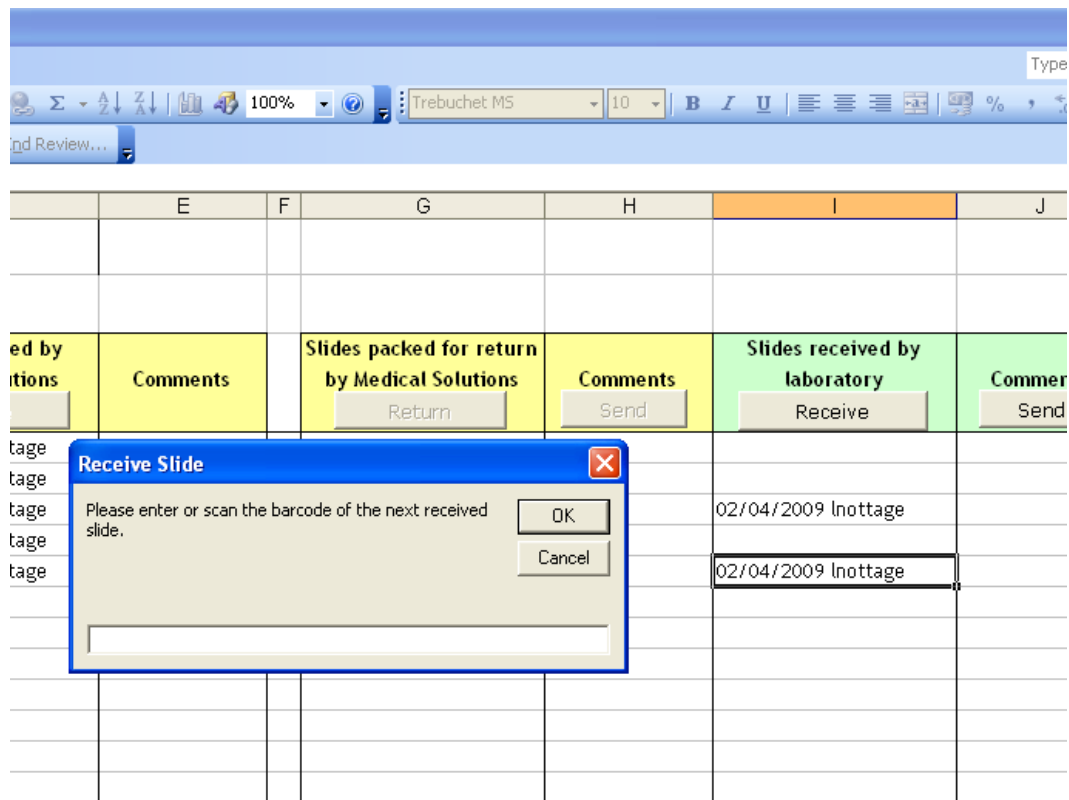 Type
Σ A Z Z A 100% Trebuchet MS 10 B I U %
End Review...
E F G H I J
ed by
utions
Comments
Slides packed for return
by Medical Solutions
Return
Comments
Send
Slides received by
laboratory
Receive
Commen
Send
tage
tage
tage 02/04/2009 lnottage
tage
tage 02/04/2009 lnottage
Receive Slide
Please enter or scan the barcode of the next received
slide.
OK
Cancel